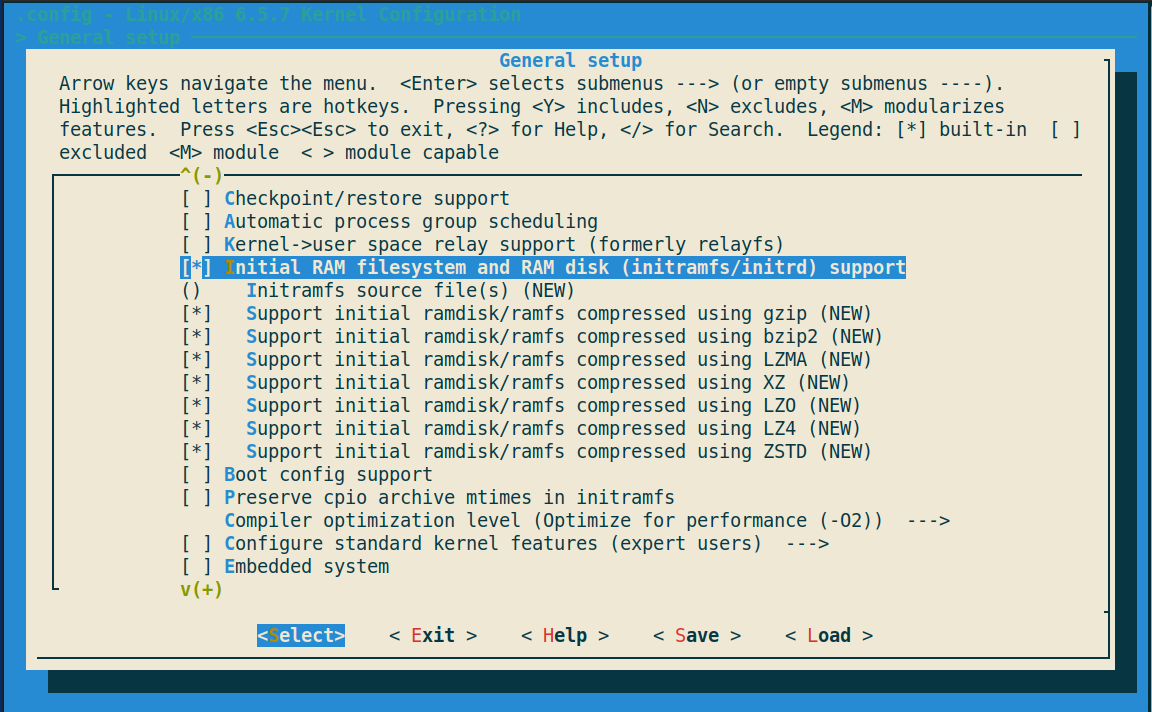 .config - Linux/x86 6.5.7 Kernel Configuration
> General setup
General setup
Arrow keys navigate the menu.  <Enter> selects submenus ---> (or empty submenus ----).
Highlighted letters are hotkeys.  Pressing <Y> includes, <N> excludes, <M> modularizes
features.  Press <Esc><Esc> to exit, <?> for Help, </> for Search.  Legend: [*] built-in  [ ]
excluded  <M> module  < > module capable
^(-)
[ ] Checkpoint/restore support
[ ] Automatic process group scheduling
[ ] Kernel->user space relay support (formerly relayfs)
[*] Initial RAM filesystem and RAM disk (initramfs/initrd) support
()    Initramfs source file(s) (NEW)
[*]   Support initial ramdisk/ramfs compressed using gzip (NEW)
[*]   Support initial ramdisk/ramfs compressed using bzip2 (NEW)
[*]   Support initial ramdisk/ramfs compressed using LZMA (NEW)
[*]   Support initial ramdisk/ramfs compressed using XZ (NEW)
[*]   Support initial ramdisk/ramfs compressed using LZO (NEW)
[*]   Support initial ramdisk/ramfs compressed using LZ4 (NEW)
[*]   Support initial ramdisk/ramfs compressed using ZSTD (NEW)
[ ] Boot config support
[ ] Preserve cpio archive mtimes in initramfs
Compiler optimization level (Optimize for performance (-O2))  --->
[ ] Configure standard kernel features (expert users)  --->
[ ] Embedded system
v(+)
<Select>    < Exit >    < Help >    < Save >    < Load >